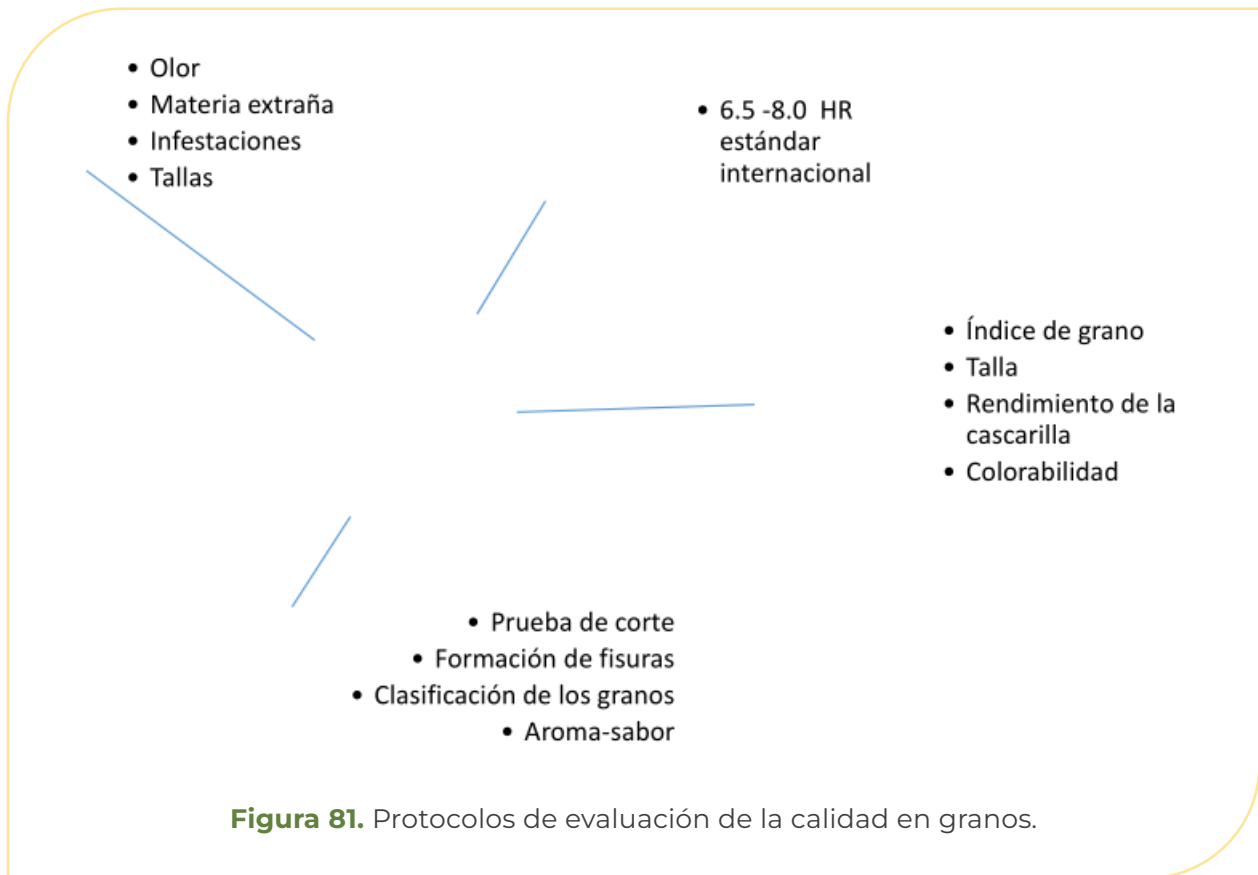 • Olor
• Materia extraña
• Infestaciones
• Tallas
• 6.5 -8.0 HR
estándar
internacional
• Índice de grano
• Talla
• Rendimiento de la
cascarilla
• Colorabilidad
• Prueba de corte
• Formación de fisuras
• Clasificación de los granos
• Aroma-sabor
Figura 81. Protocolos de evaluación de la calidad en granos.